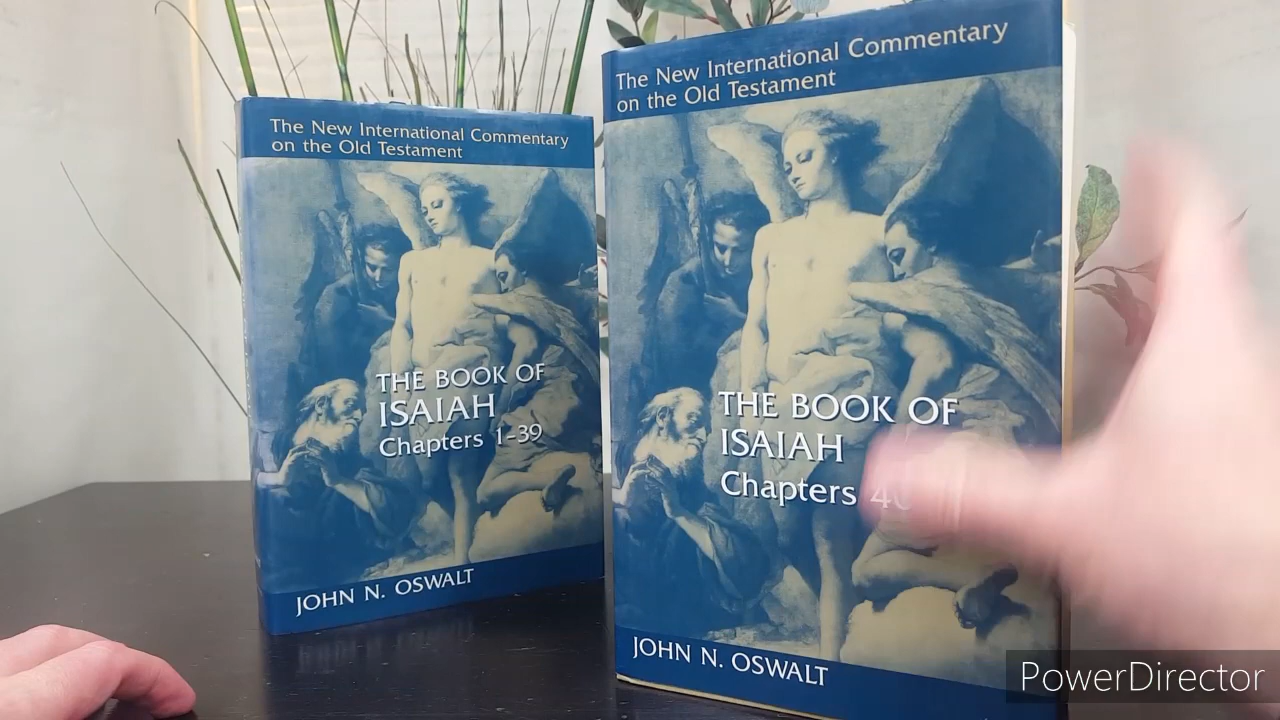 The New International Commentary
on the Old Testament
THE BOOK OF
ISAIAH
Chapters 1-39
JOHN N. OSWALT
The New International Commentary
on the Old Testament
THE BOOK OF
ISAIAH
Chapters
JOHN N. OSWALT
PowerDirector